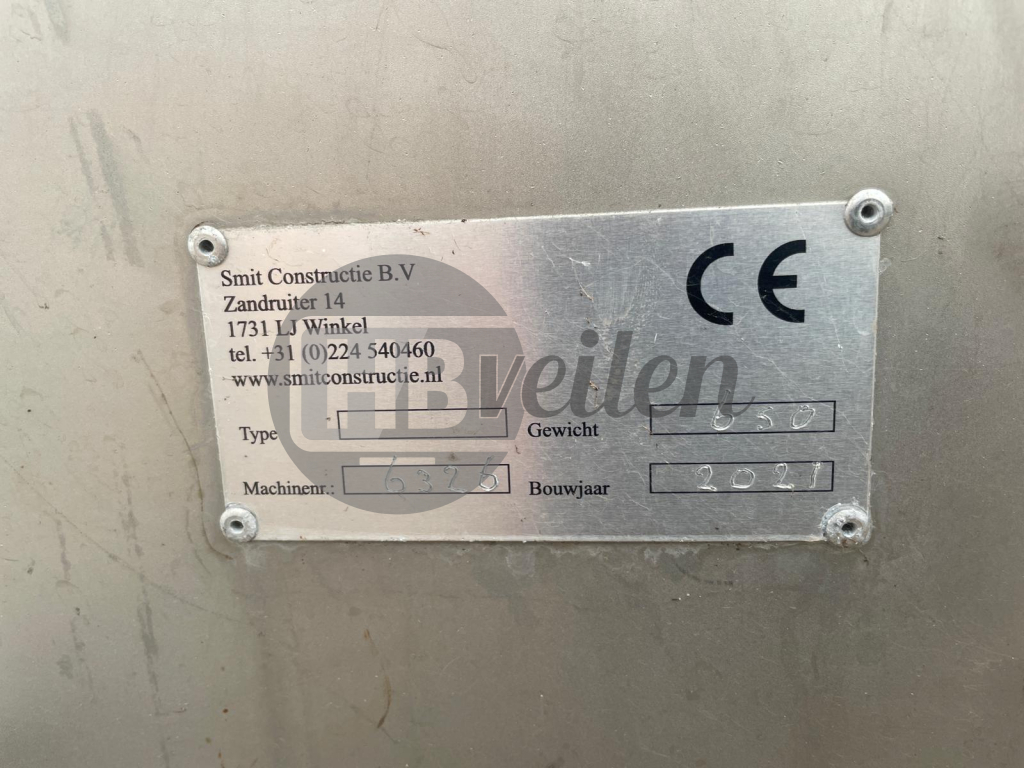 Smit Constructie B.V
Zandruiter 14
1731 LJ Winkel
tel. +31 (0)224 540460
www.smitconstructie.nl
CE
HBveilen
Type
Gewicht 650
Machinenr.: 6326
Bouwjaar 2021